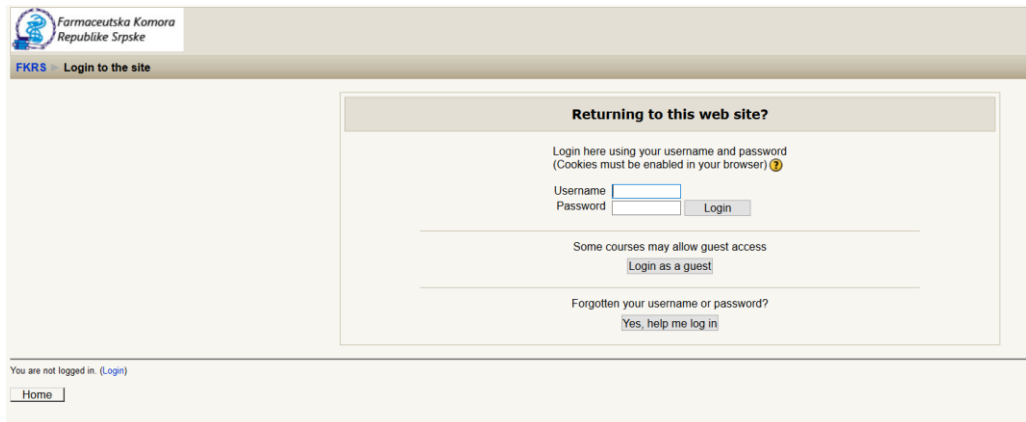 Farmaceutska Komora
Republike Srpske
FKRS ► Login to the site
Returning to this web site?
Login here using your username and password
(Cookies must be enabled in your browser) ?
Username
Password Login
Some courses may allow guest access
Login as a guest
Forgotten your username or password?
Yes, help me log in
You are not logged in. (Login)
Home